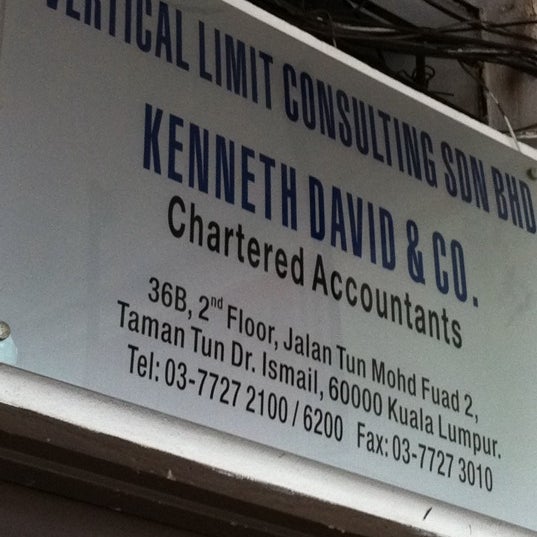 VERTICAL LIMIT CONSULTING SDN BHD
KENNETH DAVID & CO.
Chartered Accountants
36B, 2nd Floor, Jalan Tun Mohd Fuad 2,
Taman Tun Dr. Ismail, 60000 Kuala Lumpur.
Tel: 03-7727 2100 / 6200 Fax: 03-7727 3010